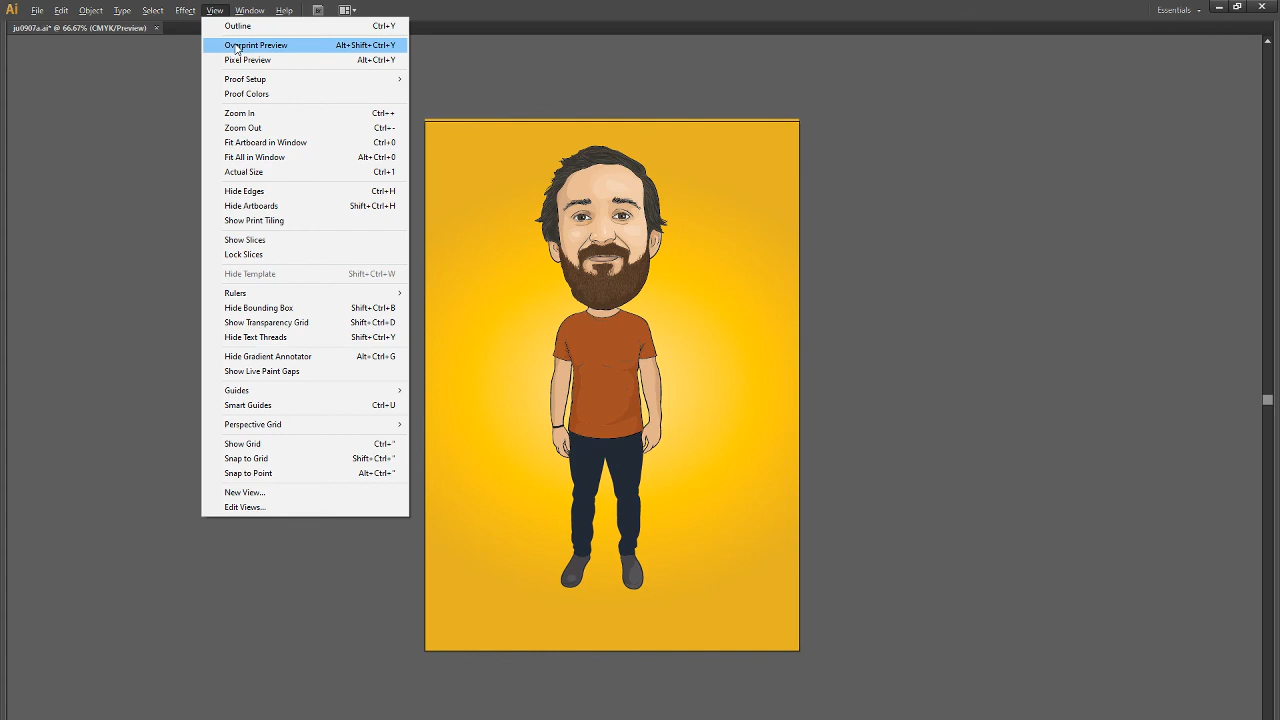 Ai File Edit Object Type Select Effect View Window Help Br Essentials
ju0907a.ai* @ 66.67% (CMYK/Preview) ×
Outline Ctrl+Y
Overprint Preview Alt+Shift+Ctrl+Y
Pixel Preview Alt+Ctrl+Y
Proof Setup
Proof Colors
Zoom In Ctrl++
Zoom Out Ctrl+-
Fit Artboard in Window Ctrl+0
Fit All in Window Alt+Ctrl+0
Actual Size Ctrl+1
Hide Edges Ctrl+H
Hide Artboards Shift+Ctrl+H
Show Print Tiling
Show Slices
Lock Slices
Hide Template Shift+Ctrl+W
Rulers
Hide Bounding Box Shift+Ctrl+B
Show Transparency Grid Shift+Ctrl+D
Hide Text Threads Shift+Ctrl+Y
Hide Gradient Annotator Alt+Ctrl+G
Show Live Paint Gaps
Guides
Smart Guides Ctrl+U
Perspective Grid
Show Grid Ctrl+"
Snap to Grid Shift+Ctrl+"
Snap to Point Alt+Ctrl+"
New View...
Edit Views...